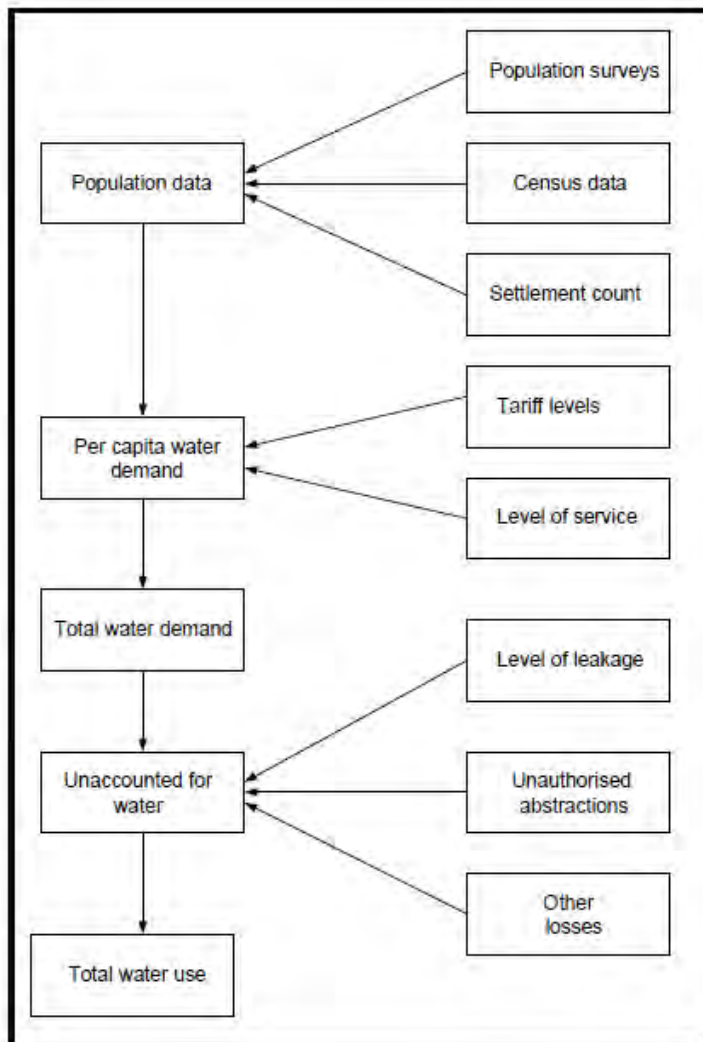 Population surveys
Population data
Census data
Settlement count
Tariff levels
Per capita water
demand
Level of service
Total water demand
Level of leakage
Unaccounted for
water
Unauthorised
abstractions
Other
losses
Total water use